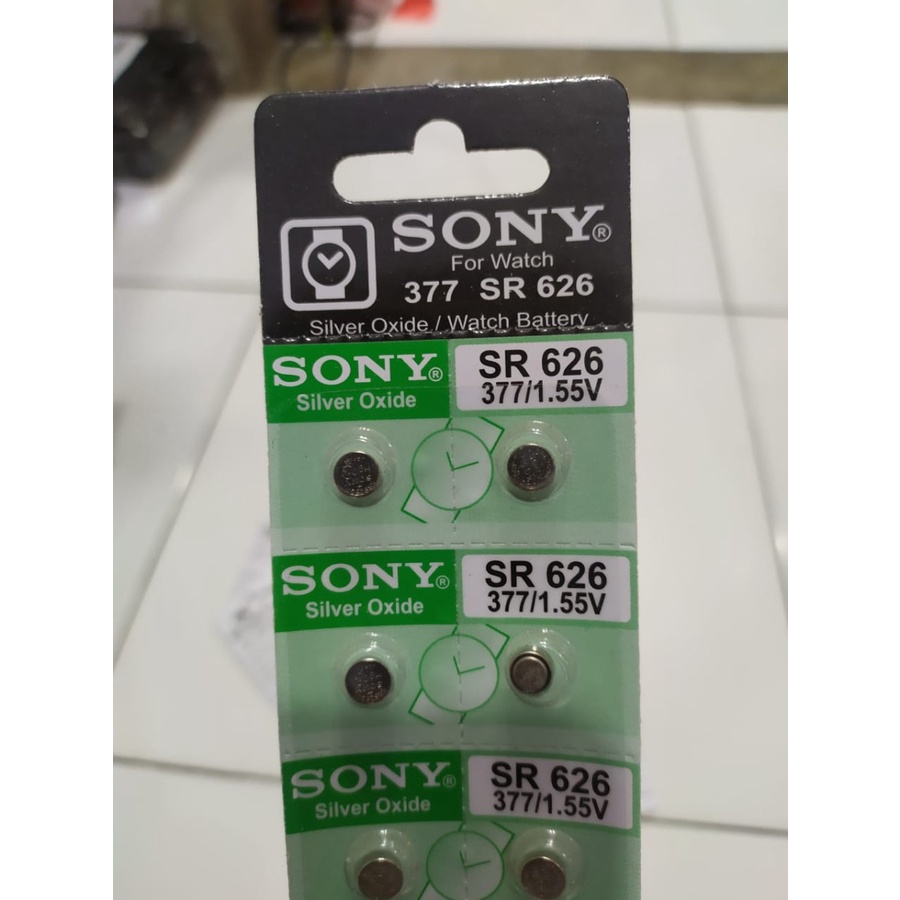 SONY®
For Watch
377 SR 626
Silver Oxide / Watch Battery
SONY®
Silver Oxide
SR 626
377/1.55V
SONY®
Silver Oxide
SR 626
377/1.55V
SONY®
Silver Oxide
SR 626
377/1.55V